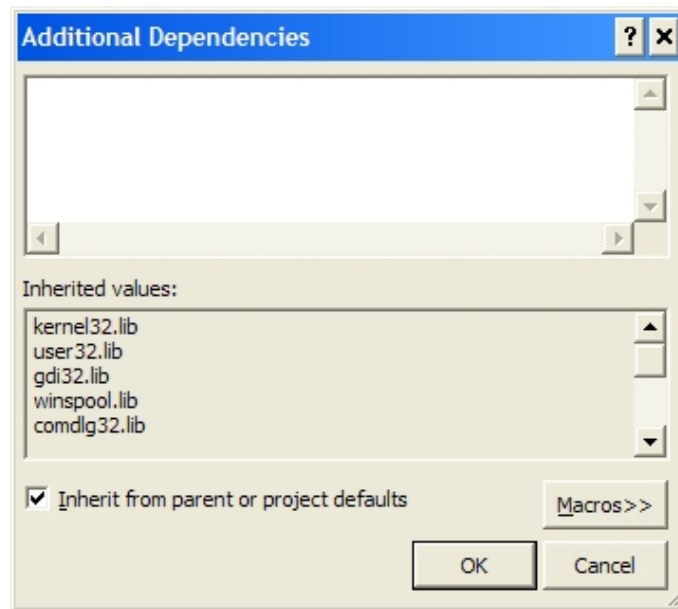 Additional Dependencies
Inherited values:
kernel32.lib
user32.lib
gdi32.lib
winspool.lib
comdlg32.lib
Inherit from parent or project defaults
Macros>>
OK Cancel